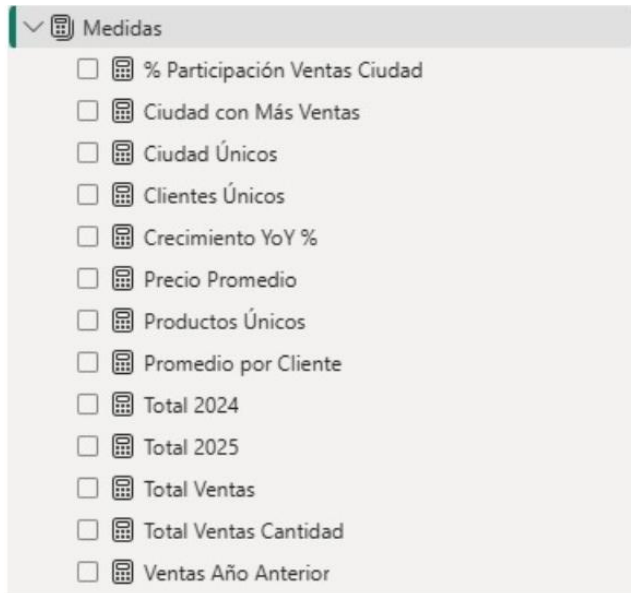 Medidas
% Participación Ventas Ciudad
Ciudad con Más Ventas
Ciudad Únicos
Clientes Únicos
Crecimiento YoY %
Precio Promedio
Productos Únicos
Promedio por Cliente
Total 2024
Total 2025
Total Ventas
Total Ventas Cantidad
Ventas Año Anterior